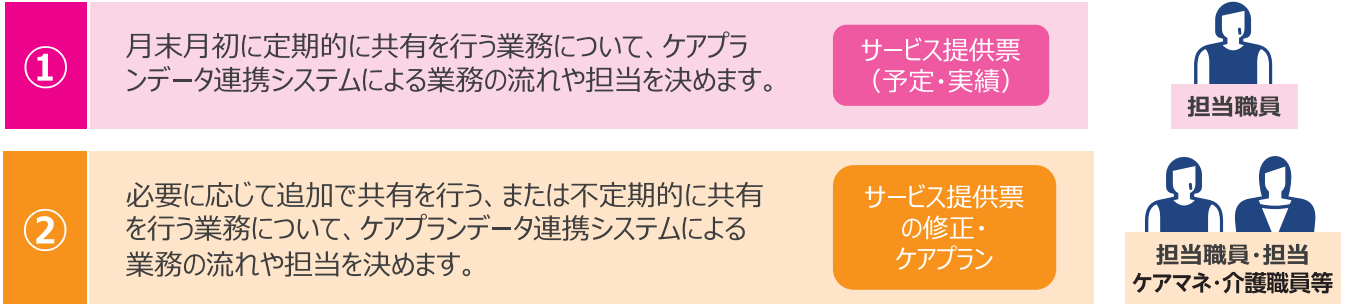 ①
月末月初に定期的に共有を行う業務について、ケアプラ
ンデータ連携システムによる業務の流れや担当を決めます。
サービス提供票
（予定・実績）
担当職員
②
必要に応じて追加で共有を行う、または不定期的に共有
を行う業務について、ケアプランデータ連携システムによる
業務の流れや担当を決めます。
サービス提供票
の修正・
ケアプラン
担当職員・担当
ケアマネ・介護職員等